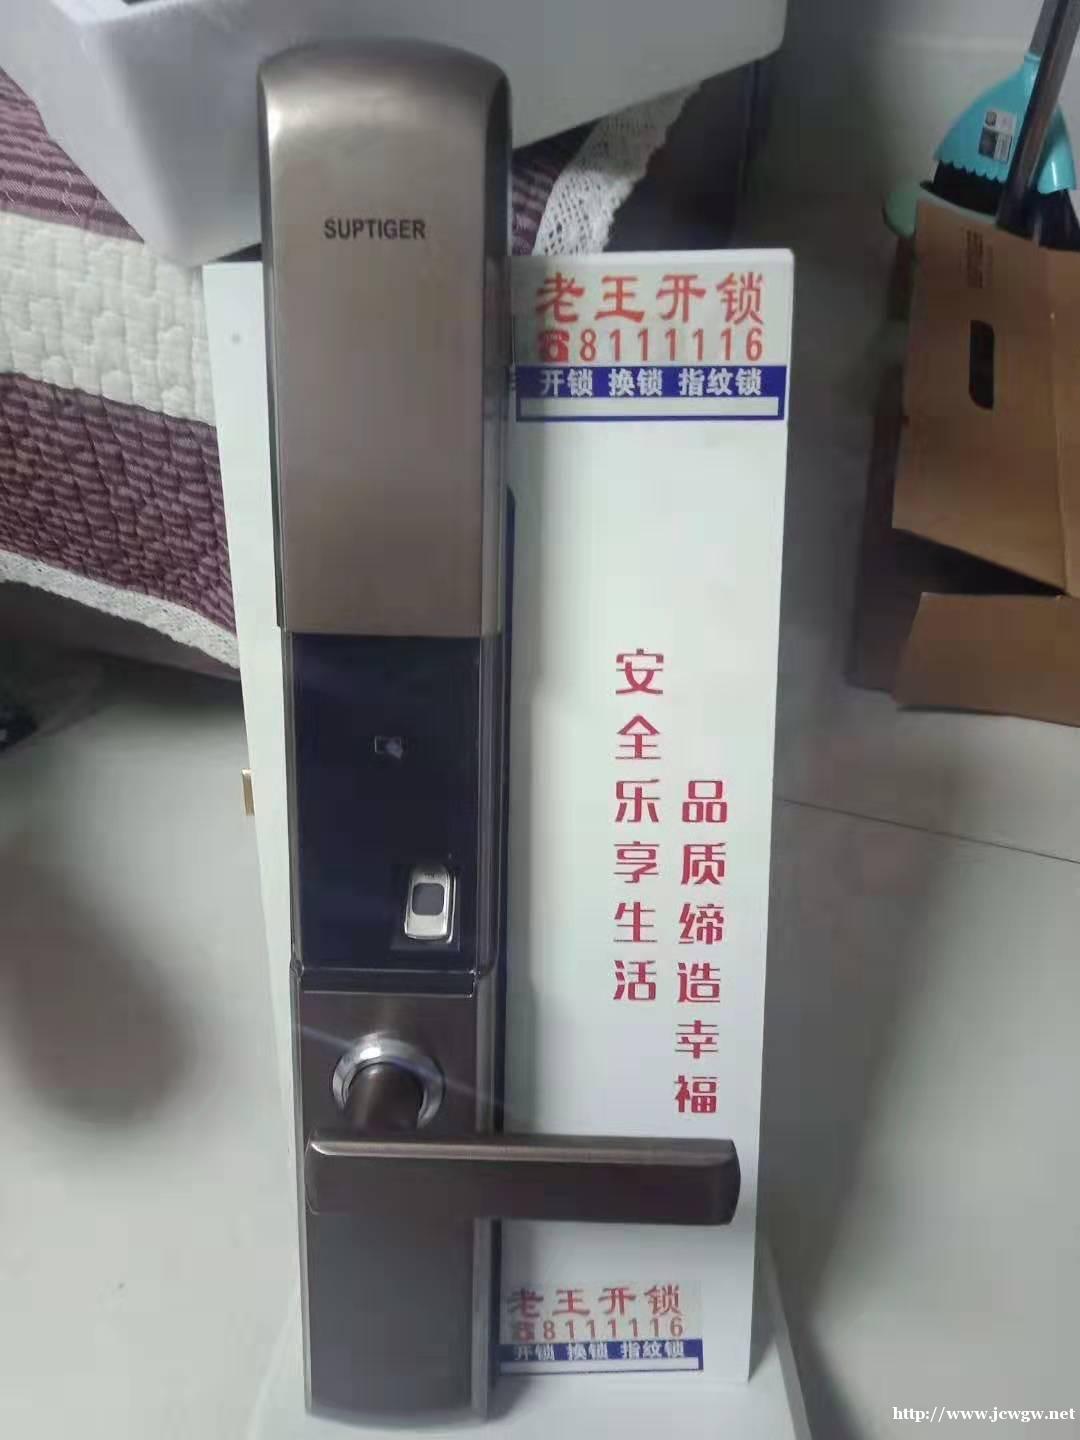 SUPTIGER
老王开锁
☎8111116
开锁 换锁 指纹锁
安全乐享生活
品质缔造幸福
老王开锁
☎8111116
开锁 换锁 指纹锁
http://www.jcwgw.net